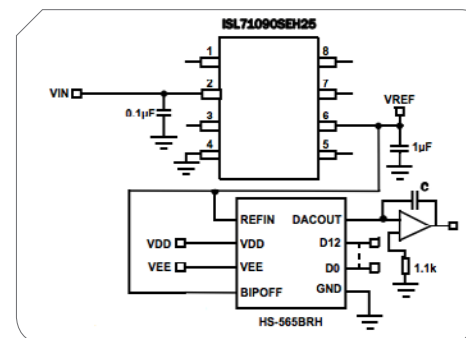 ISL71090SEH25
1 8
VIN 2 7
0.1µF
VREF
3 6
1µF
4 5
C
REFIN DACOUT
VDD VDD D12
VEE VEE D0
1.1k
BIPOFF GND
HS-565BRH